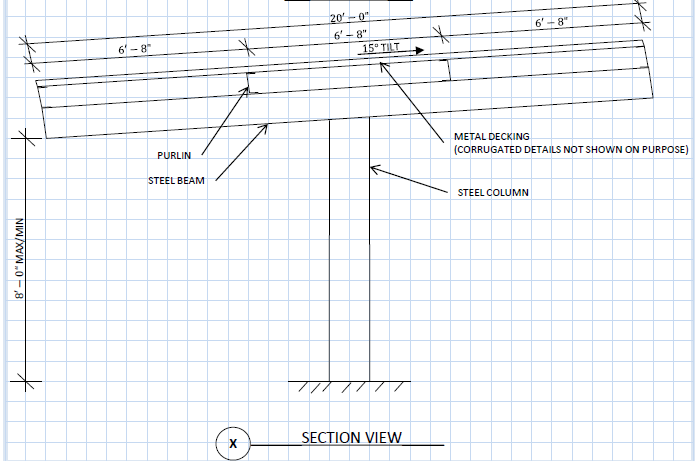 20' – 0"
6' – 8"
6' – 8"
6' – 8"
15° TILT
METAL DECKING
(CORRUGATED DETAILS NOT SHOWN ON PURPOSE)
PURLIN
STEEL BEAM
STEEL COLUMN
8' – 0" MAX/MIN
X
SECTION VIEW